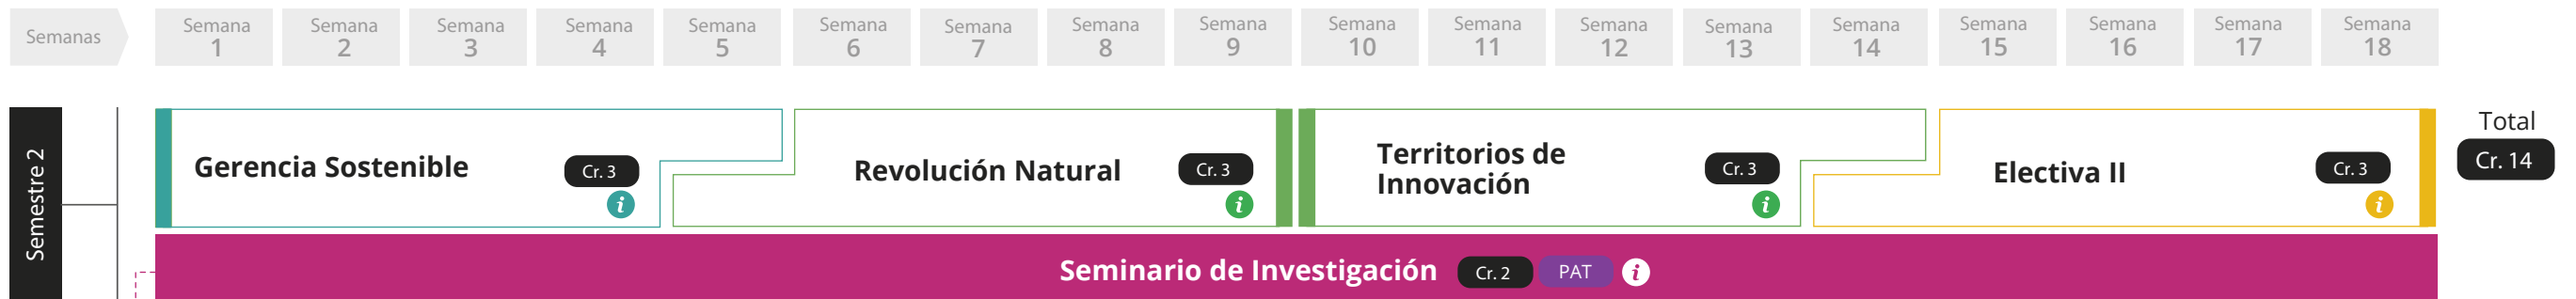 Semanas
Semana 1
Semana 2
Semana 3
Semana 4
Semana 5
Semana 6
Semana 7
Semana 8
Semana 9
Semana 10
Semana 11
Semana 12
Semana 13
Semana 14
Semana 15
Semana 16
Semana 17
Semana 18
Semestre 2
Gerencia Sostenible
Cr. 3
i
Revolución Natural
Cr. 3
i
Territorios de
Innovación
Cr. 3
i
Electiva II
Cr. 3
i
Total
Cr. 14
Seminario de Investigación Cr. 2 PAT i